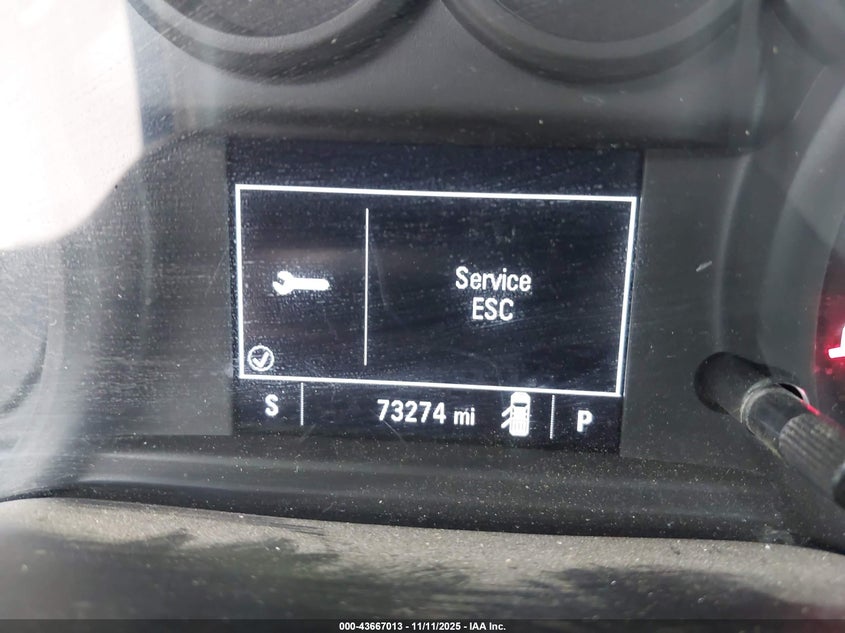 Service
ESC
S 73274 mi P
000-43667013 - 11/11/2025 - IAA Inc.